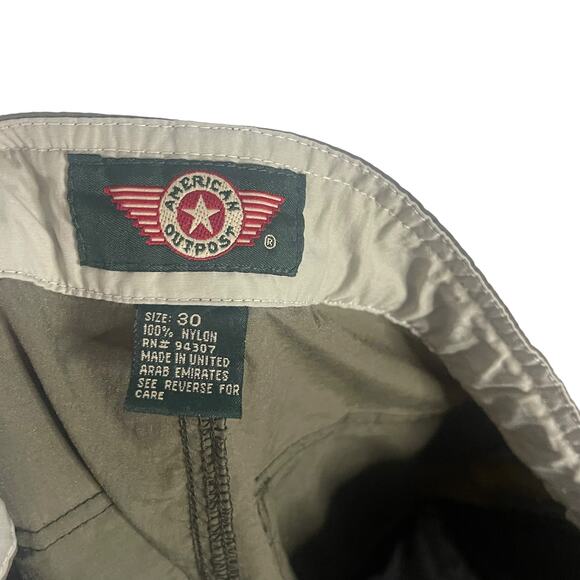 AMERICAN
OUTPOST
®
SIZE: 30
100% NYLON
RN# 94307
MADE IN UNITED
ARAB EMIRATES
SEE REVERSE FOR
CARE